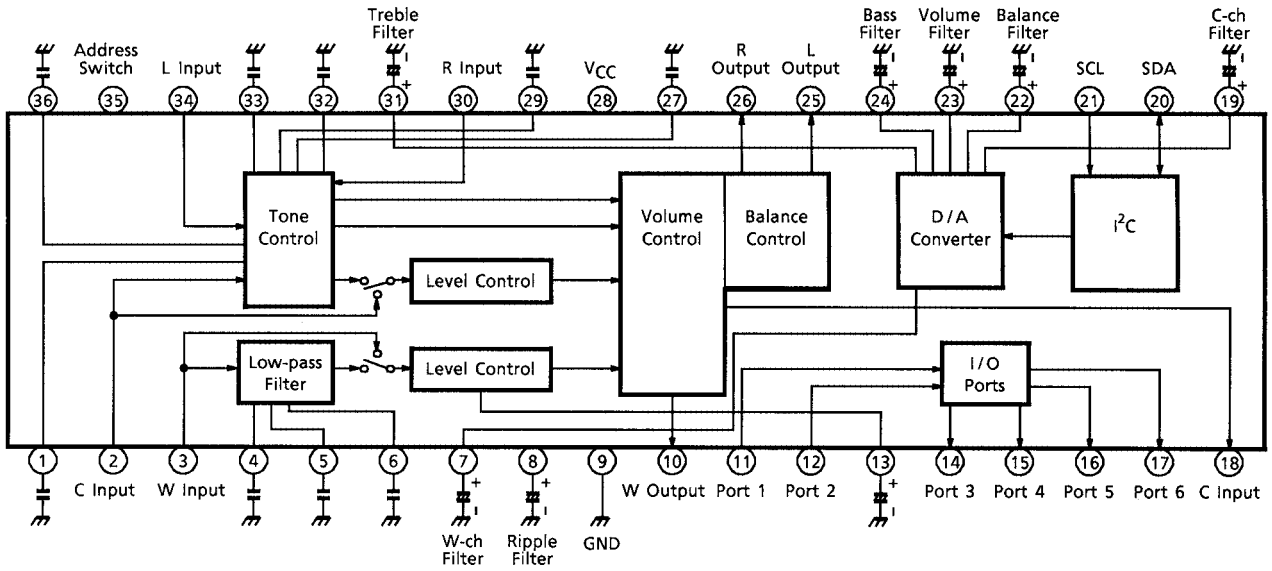 Treble
Filter
Bass
Filter
Volume
Filter
Balance
Filter
C-ch
Filter
Address
Switch
L Input
R Input
VCC
R
Output
L
Output
SCL
SDA
36 35 34 33 32 31 30 29 28 27 26 25 24 23 22 21 20 19
+ + + + +
Tone
Control
Volume
Control
Balance
Control
D/A
Converter
I²C
Level Control
Low-pass
Filter
Level Control
I/O
Ports
1 2 3 4 5 6 7 8 9 10 11 12 13 14 15 16 17 18
C Input
W Input
+ + +
W Output
Port 1
Port 2
Port 3
Port 4
Port 5
Port 6
C Input
W-ch
Filter
Ripple
Filter
GND